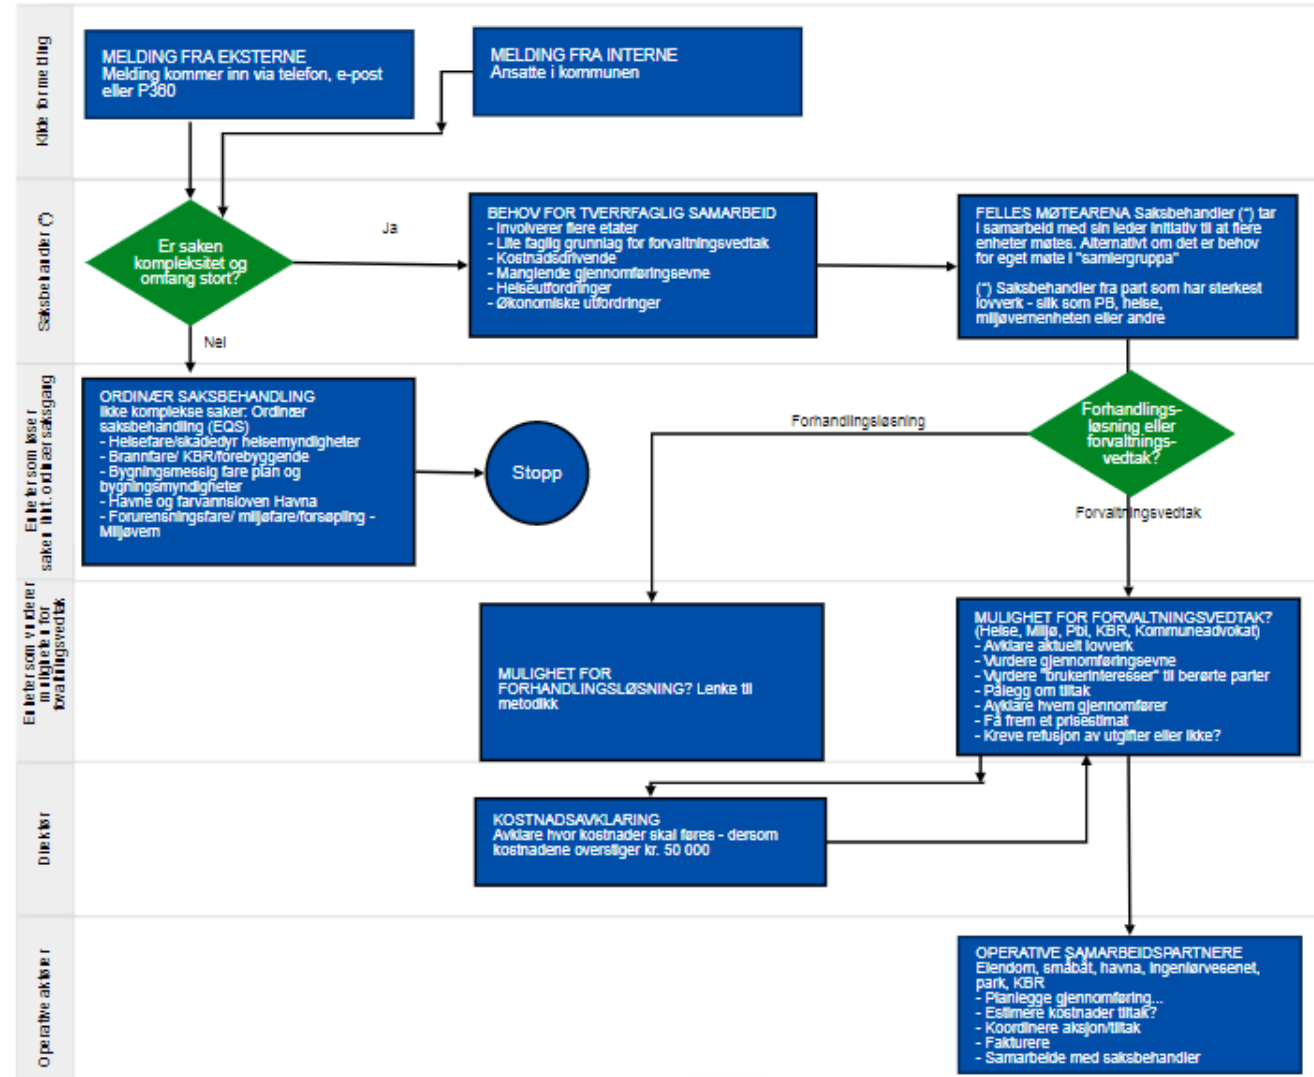 Kilde for melding
MELDING FRA EKSTERNE
Melding kommer inn via telefon, e-post
eller P360
MELDING FRA INTERNE
Ansatte i kommunen
Saksbehandler (*)
Er saken
kompleksitet og
omfang stort?
Ja
Nei
BEHOV FOR TVERRFAGLIG SAMARBEID
- Involverer flere etater
- Lite faglig grunnlag for forvaltningsvedtak
- Kostnadsdrivende
- Manglende gjennomføringsevne
- Helseutfordringer
- Økonomiske utfordringer
FELLES MØTEARENA Saksbehandler (*) tar
i samarbeid med sin leder initiativ til at flere
enheter møtes. Alternativt om det er behov
for eget møte i "samlergruppa"
(*) Saksbehandler fra part som har sterkest
lovverk - slik som PB, helse,
miljøvernenheten eller andre
Enheter som løser
saken ihht. ordinær saksgang
ORDINÆR SAKSBEHANDLING
Ikke komplekse saker: Ordinær
saksbehandling (EQS)
- Helsefare/skadedyr helsemyndigheter
- Brannfare/ KBR/forebyggende
- Bygningsmessig fare plan og
bygningsmyndigheter
- Havne og farvannsloven Havna
- Forurensningsfare/ miljøfare/forsøpling -
Miljøvern
Stopp
Forhandlingsløsning
Forhandlings-
løsning eller
forvaltnings-
vedtak?
Forvaltningsvedtak
Enheter som vurderer
muligheter for
fovaltningsvedtak
MULIGHET FOR
FORHANDLINGSLØSNING? Lenke til
metodikk
MULIGHET FOR FORVALTNINGSVEDTAK?
(Helse, Miljø, Pbl, KBR, Kommuneadvokat)
- Avklare aktuelt lovverk
- Vurdere gjennomføringsevne
- Vurdere "brukerinteresser" til berørte parter
- Pålegg om tiltak
- Avklare hvem gjennomfører
- Få frem et prisestimat
- Kreve refusjon av utgifter eller ikke?
Direktør
KOSTNADSAVKLARING
Avklare hvor kostnader skal føres - dersom
kostnadene overstiger kr. 50 000
Operative aktører
OPERATIVE SAMARBEIDSPARTNERE
Eiendom, småbåt, havna, ingeniørvesenet,
park, KBR
- Planlegge gjennomføring...
- Estimere kostnader tiltak?
- Koordinere aksjon/tiltak
- Fakturere
- Samarbeide med saksbehandler